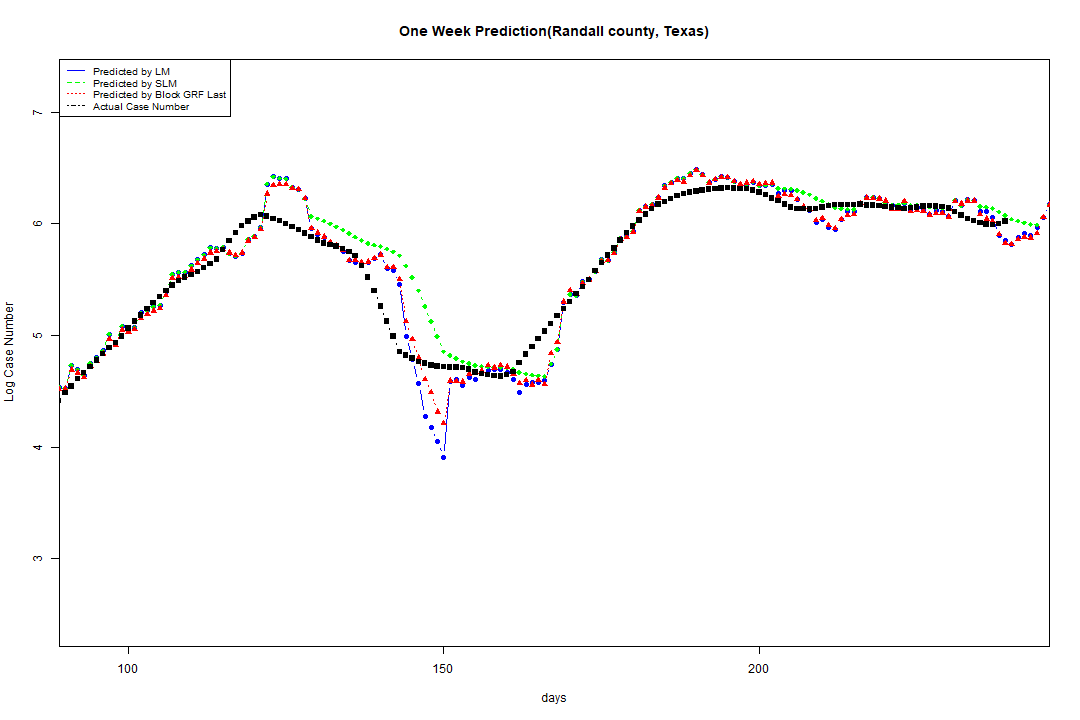 One Week Prediction(Randall county, Texas)
Predicted by LM
Predicted by SLM
Predicted by Block GRF Last
Actual Case Number
7
6
5
4
3
Log Case Number
100
150
200
days